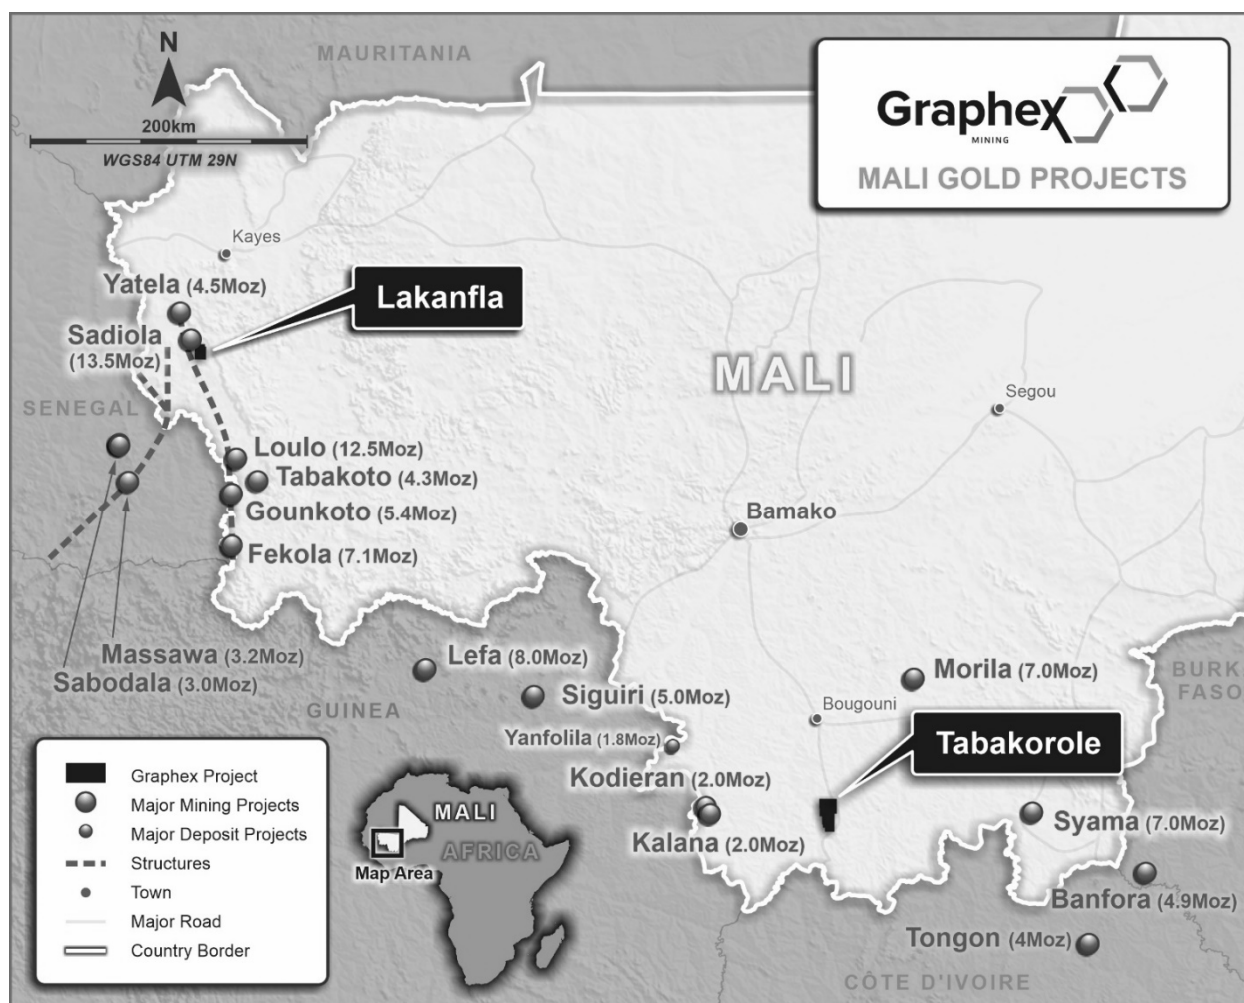 MAURITANIA
N
200km
WGS84 UTM 29N
Graphex
MINING
MALI GOLD PROJECTS
Kayes
Yatela (4.5Moz)
Lakanfla
Sadiola
(13.5Moz)
MALI
SENEGAL
Segou
Loulo (12.5Moz)
Tabakoto (4.3Moz)
Gounkoto (5.4Moz)
Bamako
Fekola (7.1Moz)
Massawa (3.2Moz)
Sabodala (3.0Moz)
Lefa (8.0Moz)
Morila (7.0Moz)
BURK
FASO
Siguiri (5.0Moz)
GUINEA
Bougouni
Yanfolila (1.8Moz)
Tabakorole
Kodieran (2.0Moz)
Kalana (2.0Moz)
Syama (7.0Moz)
Banfora (4.9Moz)
Tongon (4Moz)
CÔTE D'IVOIRE
Graphex Project
Major Mining Projects
Major Deposit Projects
Structures
Town
Major Road
Country Border
MALI
AFRICA
Map Area